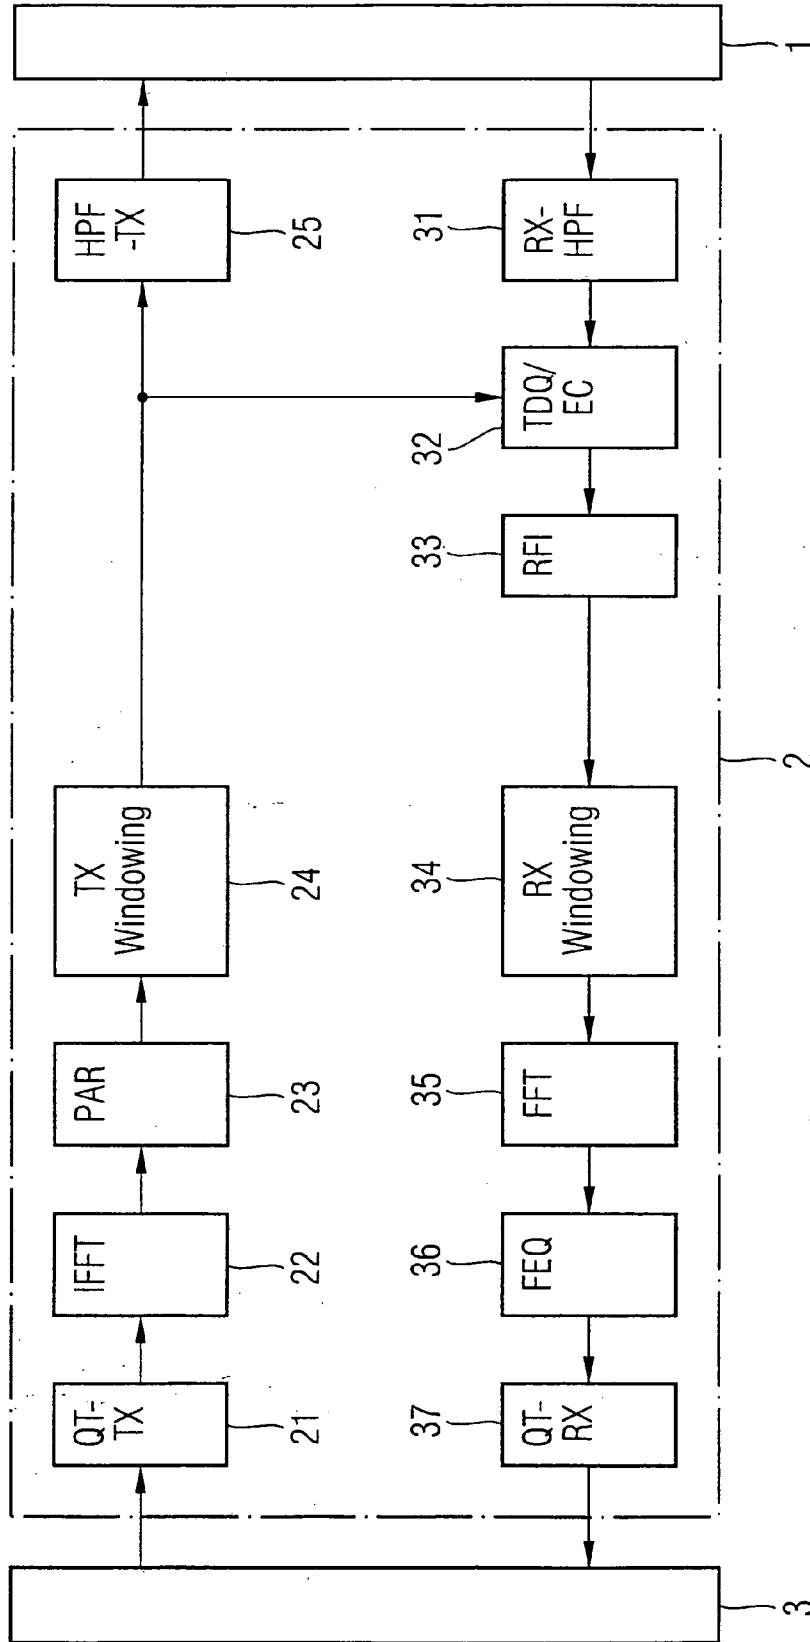 QT-
TX
IFFT
PAR
TX
Windowing
HPF
-TX
21
22
23
24
25
37
36
35
34
33
32
31
QT-
RX
FEQ
FFT
RX
Windowing
RFI
TDQ/
EC
RX-
HPF
3
2
1